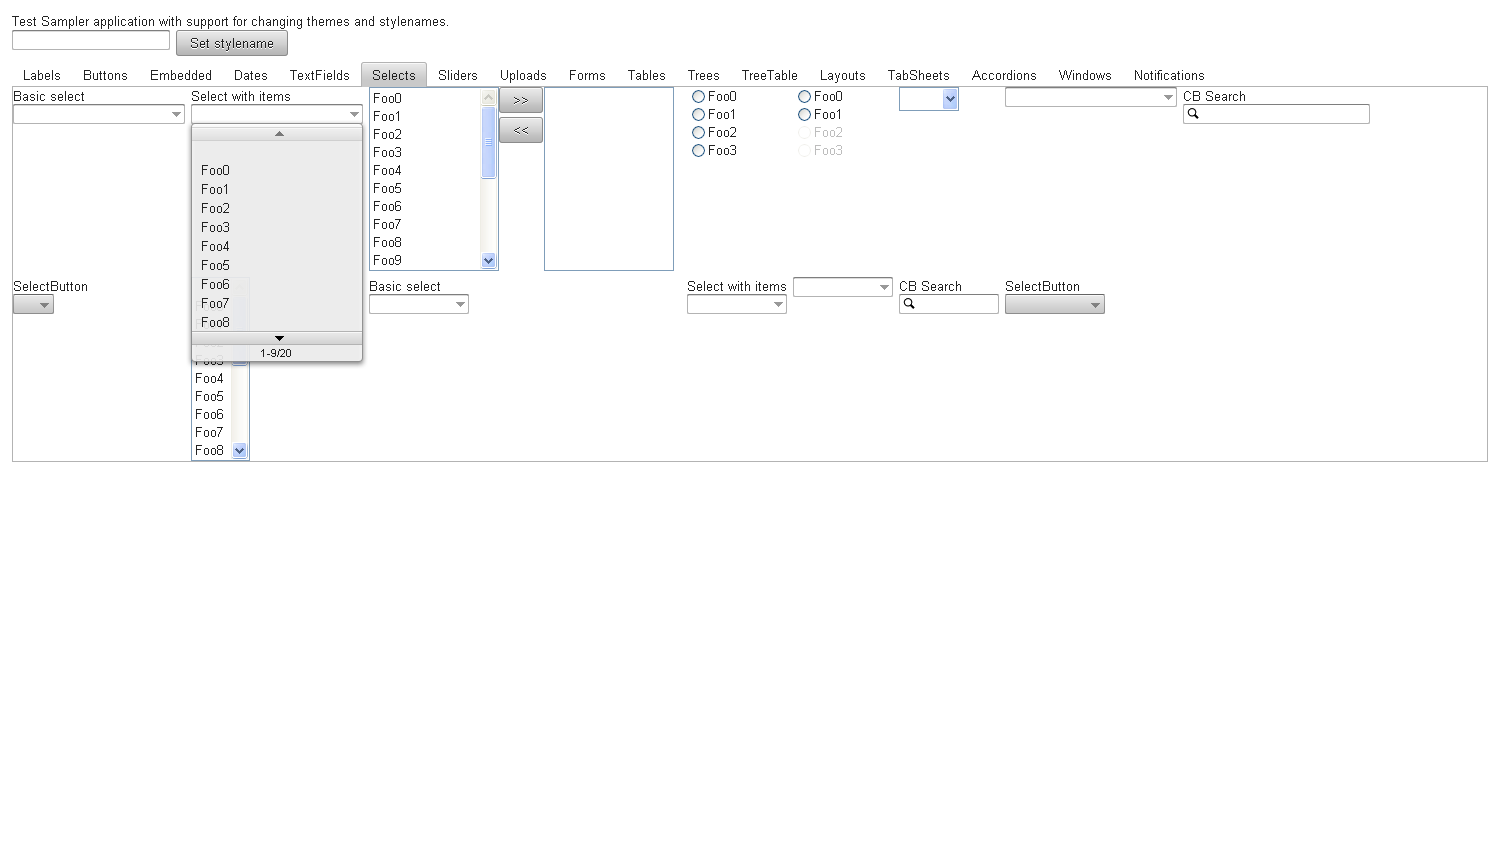 Test Sampler application with support for changing themes and stylenames.
Set stylename
Labels Buttons Embedded Dates TextFields Selects Sliders Uploads Forms Tables Trees TreeTable Layouts TabSheets Accordions Windows Notifications
Basic select
Select with items
Foo0
Foo1
Foo2
Foo3
Foo4
Foo5
Foo6
Foo7
Foo8
1-9/20
Foo0
Foo1
Foo2
Foo3
Foo4
Foo5
Foo6
Foo7
Foo8
Foo9
>>
<<
Foo0
Foo1
Foo2
Foo3
Foo0
Foo1
Foo2
Foo3
CB Search
SelectButton
Foo3
Foo4
Foo5
Foo6
Foo7
Foo8
Basic select
Select with items
CB Search
SelectButton